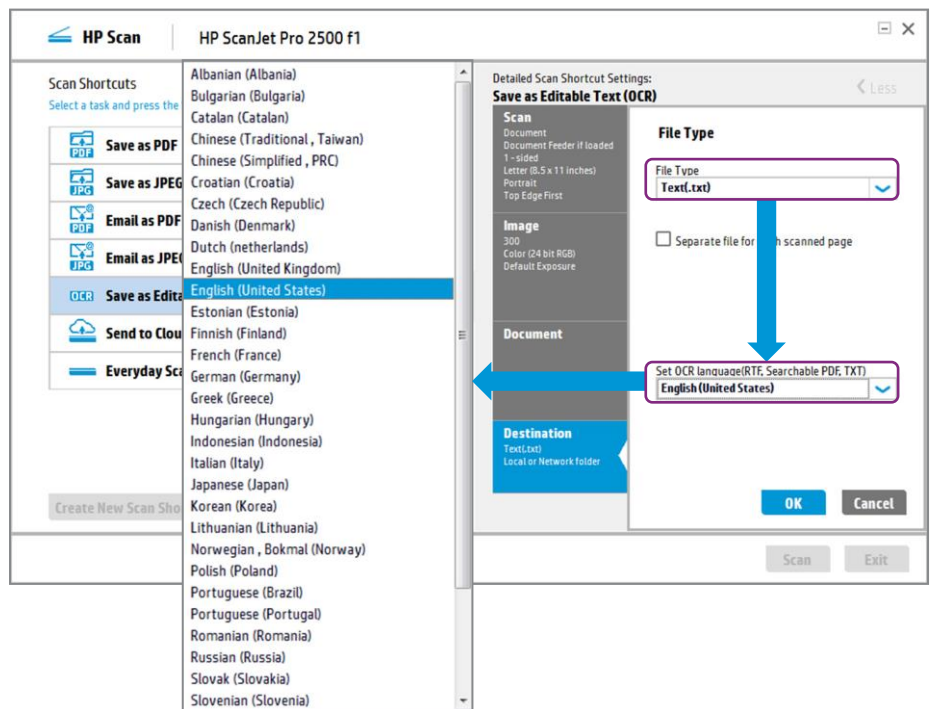 HP Scan
HP ScanJet Pro 2500 f1
Scan Shortcuts
Select a task and press the
Save as PDF
Save as JPEG
Email as PDF
Email as JPE
Save as Edita
Send to Clou
Everyday Sca
Create New Scan Sho
Albanian (Albania)
Bulgarian (Bulgaria)
Catalan (Catalan)
Chinese (Traditional , Taiwan)
Chinese (Simplified , PRC)
Croatian (Croatia)
Czech (Czech Republic)
Danish (Denmark)
Dutch (netherlands)
English (United Kingdom)
English (United States)
Estonian (Estonia)
Finnish (Finland)
French (France)
German (Germany)
Greek (Greece)
Hungarian (Hungary)
Indonesian (Indonesia)
Italian (Italy)
Japanese (Japan)
Korean (Korea)
Lithuanian (Lithuania)
Norwegian , Bokmal (Norway)
Polish (Poland)
Portuguese (Brazil)
Portuguese (Portugal)
Romanian (Romania)
Russian (Russia)
Slovak (Slovakia)
Slovenian (Slovenia)
Detailed Scan Shortcut Settings:
Save as Editable Text (OCR)
Less
Scan
Document
Document Feeder if loaded
1 - sided
Letter (8.5 x 11 inches)
Portrait
Top Edge First
Image
300
Color (24 bit RGB)
Default Exposure
Document
Destination
Text(.txt)
Local or Network folder
File Type
File Type
Text(.txt)
Separate file for h scanned page
Set OCR language(RTF, Searchable PDF, TXT)
English (United States)
OK Cancel
Scan Exit
PDF
JPG
PDF
JPG
OCR